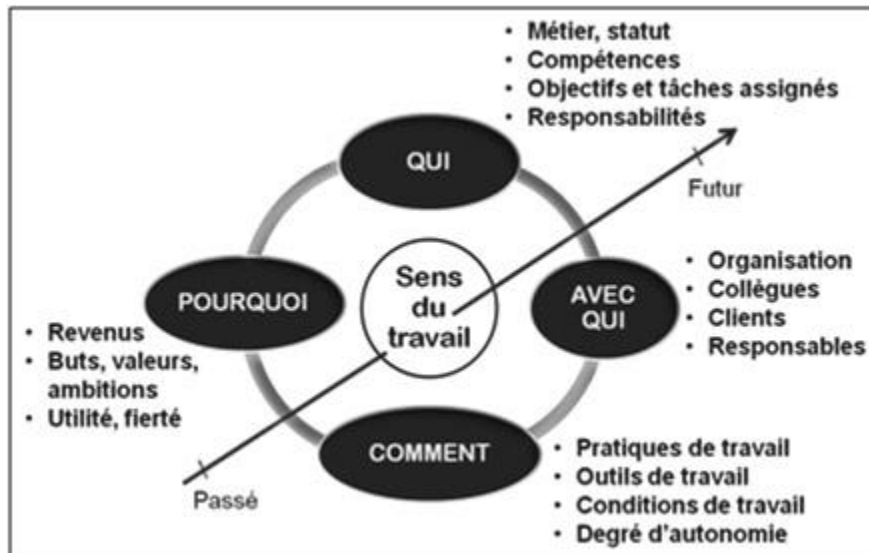 • Métier, statut
• Compétences
• Objectifs et tâches assignés
• Responsabilités
QUI
Futur
POURQUOI
Sens
du
travail
AVEC
QUI
• Organisation
• Collègues
• Clients
• Responsables
• Revenus
• Buts, valeurs,
ambitions
• Utilité, fierté
COMMENT
Passé
• Pratiques de travail
• Outils de travail
• Conditions de travail
• Degré d'autonomie